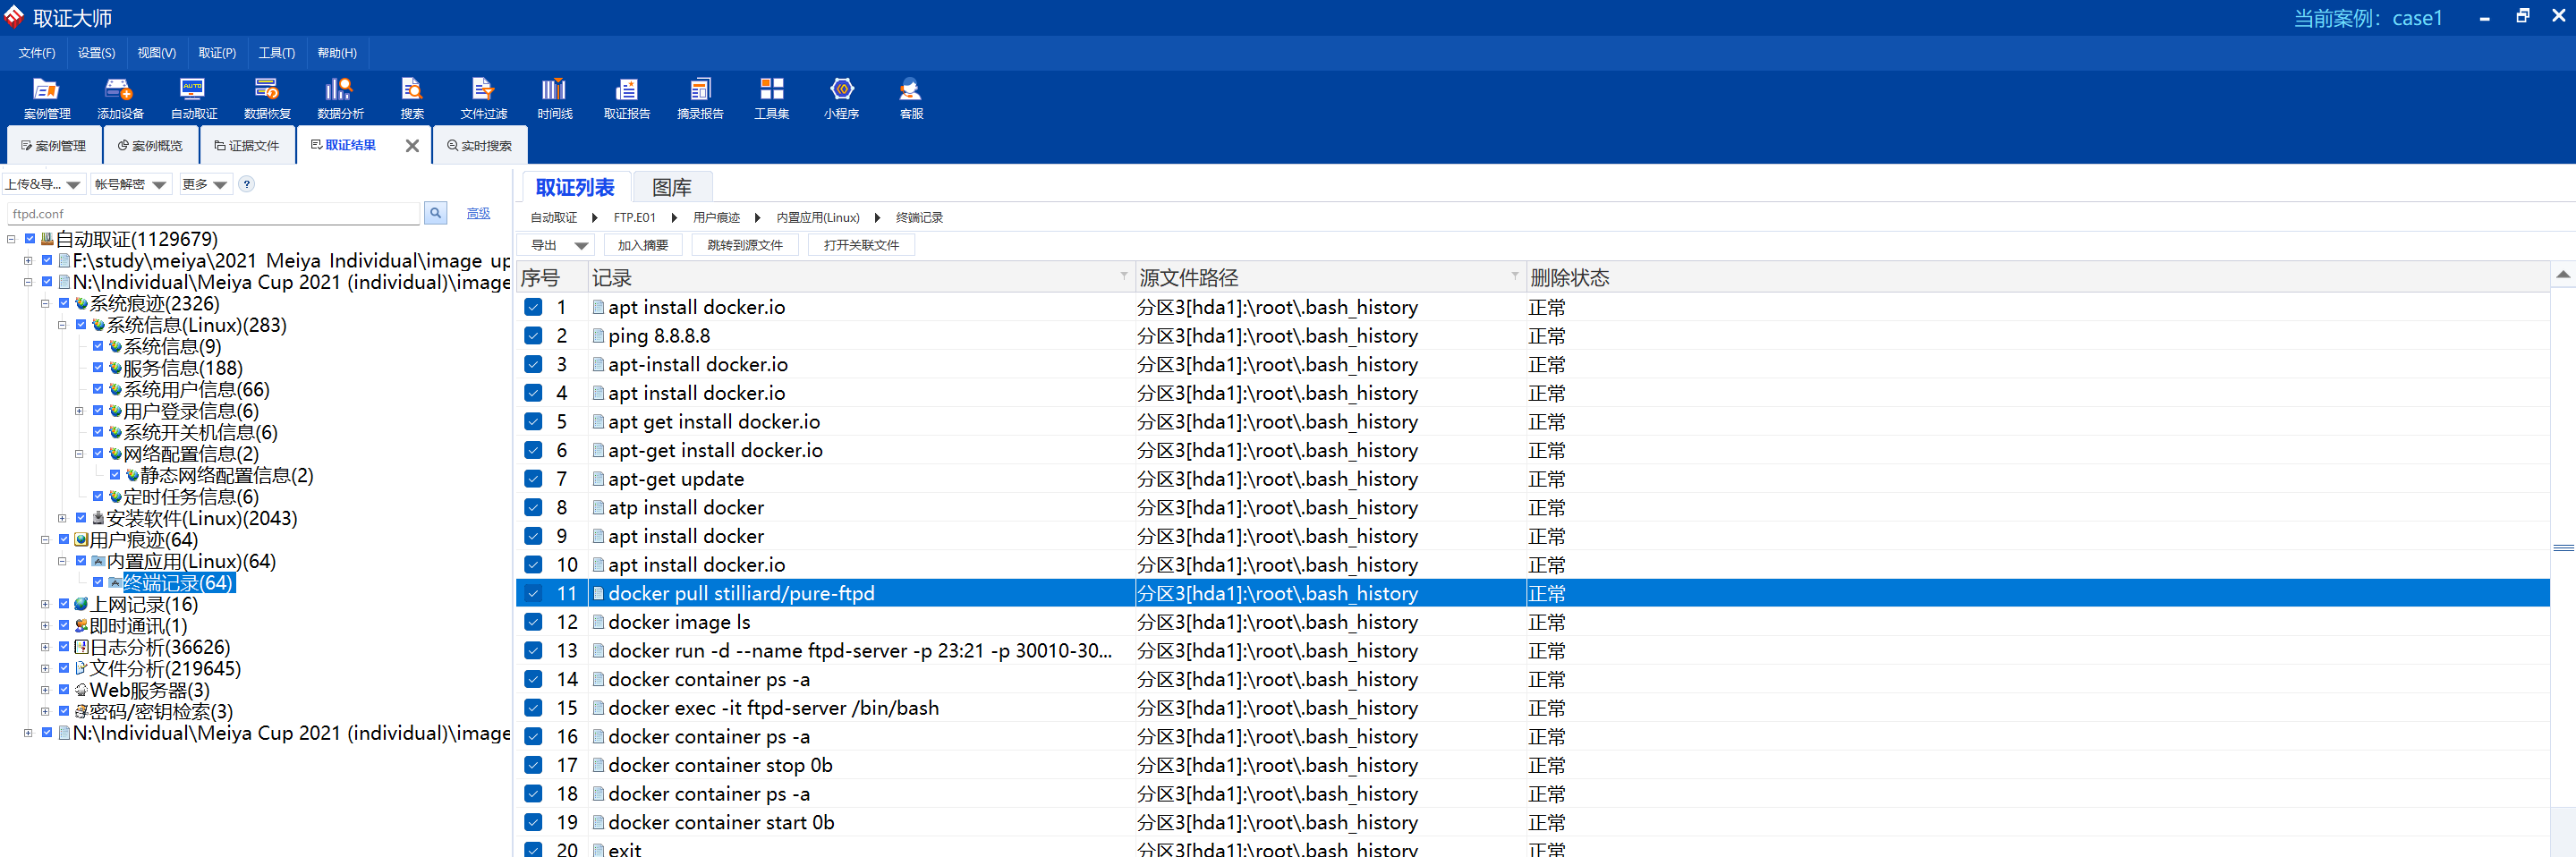 取证大师
当前案例：case1
文件(F) 设置(S) 视图(V) 取证(P) 工具(T) 帮助(H)
案例管理 添加设备 自动取证 数据恢复 数据分析 搜索 文件过滤 时间线 取证报告 摘录报告 工具集 小程序 客服
案例管理 案例概览 证据文件 取证结果 实时搜索
上传&导... 帐号解密 更多 ?
ftpd.conf 高级
自动取证(1129679)
F:\study\meiya\2021 Meiya Individual\image up
N:\Individual\Meiya Cup 2021 (individual)\image
系统痕迹(2326)
系统信息(Linux)(283)
系统信息(9)
服务信息(188)
系统用户信息(66)
用户登录信息(6)
系统开关机信息(6)
网络配置信息(2)
静态网络配置信息(2)
定时任务信息(6)
安装软件(Linux)(2043)
用户痕迹(64)
内置应用(Linux)(64)
终端记录(64)
上网记录(16)
即时通讯(1)
日志分析(36626)
文件分析(219645)
Web服务器(3)
密码/密钥检索(3)
N:\Individual\Meiya Cup 2021 (individual)\image
取证列表 图库
自动取证 FTP.E01 用户痕迹 内置应用(Linux) 终端记录
导出 加入摘要 跳转到源文件 打开关联文件
序号 记录 源文件路径 删除状态
1 apt install docker.io 分区3[hda1]:\root\.bash_history 正常
2 ping 8.8.8.8 分区3[hda1]:\root\.bash_history 正常
3 apt-install docker.io 分区3[hda1]:\root\.bash_history 正常
4 apt install docker.io 分区3[hda1]:\root\.bash_history 正常
5 apt get install docker.io 分区3[hda1]:\root\.bash_history 正常
6 apt-get install docker.io 分区3[hda1]:\root\.bash_history 正常
7 apt-get update 分区3[hda1]:\root\.bash_history 正常
8 atp install docker 分区3[hda1]:\root\.bash_history 正常
9 apt install docker 分区3[hda1]:\root\.bash_history 正常
10 apt install docker.io 分区3[hda1]:\root\.bash_history 正常
11 docker pull stilliard/pure-ftpd 分区3[hda1]:\root\.bash_history 正常
12 docker image ls 分区3[hda1]:\root\.bash_history 正常
13 docker run -d --name ftpd-server -p 23:21 -p 30010-30... 分区3[hda1]:\root\.bash_history 正常
14 docker container ps -a 分区3[hda1]:\root\.bash_history 正常
15 docker exec -it ftpd-server /bin/bash 分区3[hda1]:\root\.bash_history 正常
16 docker container ps -a 分区3[hda1]:\root\.bash_history 正常
17 docker container stop 0b 分区3[hda1]:\root\.bash_history 正常
18 docker container ps -a 分区3[hda1]:\root\.bash_history 正常
19 docker container start 0b 分区3[hda1]:\root\.bash_history 正常
20 exit 分区3[hda1]:\root\.bash_history 正常